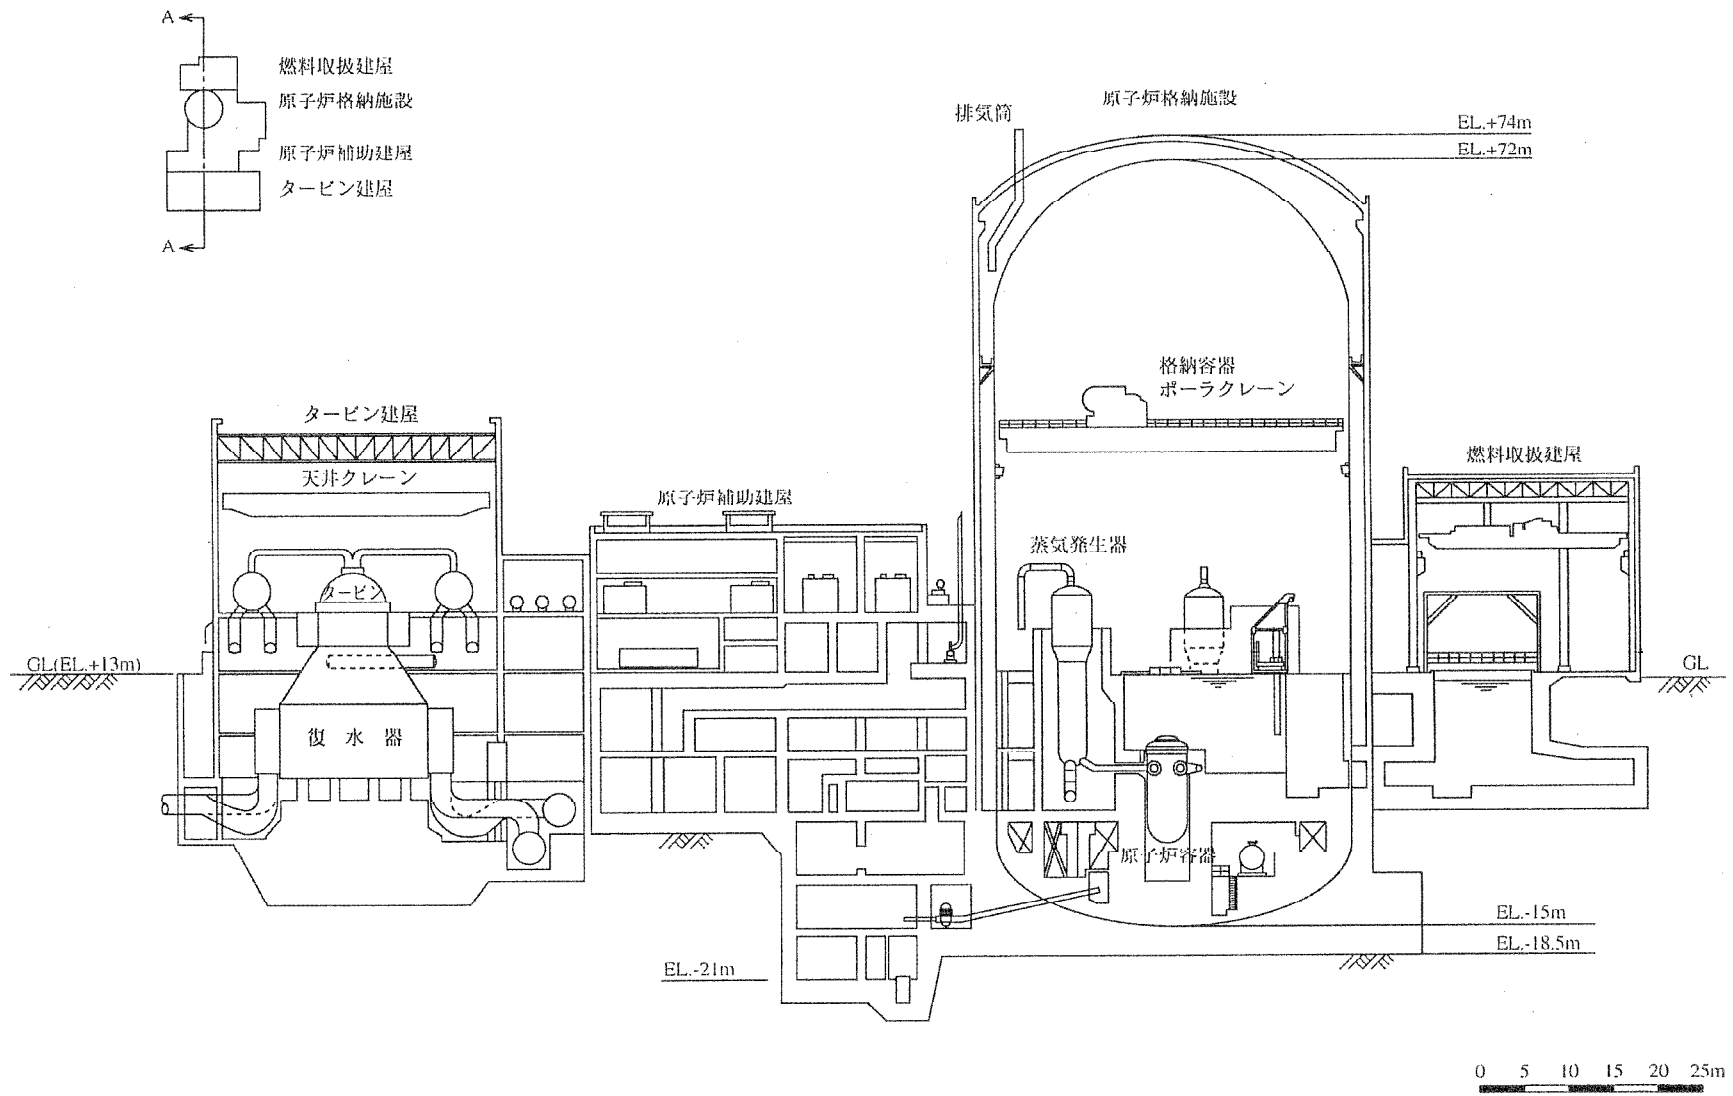 A
燃料取扱建屋
原子炉格納施設
原子炉補助建屋
タービン建屋
A
排気筒
原子炉格納施設
EL.+74m
EL.+72m
格納容器
ポーラクレーン
タービン建屋
天井クレーン
燃料取扱建屋
原子炉補助建屋
蒸気発生器
タービン
GL(EL.+13m)
GL
復水器
原子炉容器
EL.-15m
EL.-18.5m
EL.-21m
0 5 10 15 20 25m